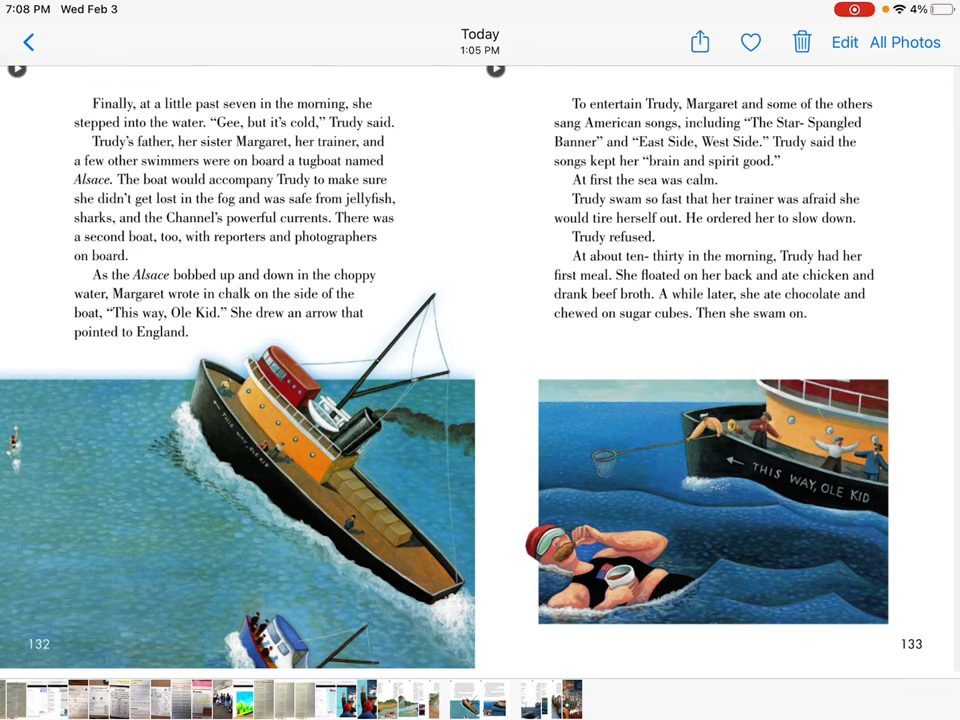 7:08 PM Wed Feb 3
4%
Today
1:05 PM
Edit All Photos
Finally, at a little past seven in the morning, she
stepped into the water. “Gee, but it’s cold,” Trudy said.
Trudy’s father, her sister Margaret, her trainer, and
a few other swimmers were on board a tugboat named
Alsace. The boat would accompany Trudy to make sure
she didn’t get lost in the fog and was safe from jellyfish,
sharks, and the Channel’s powerful currents. There was
a second boat, too, with reporters and photographers
on board.
As the Alsace bobbed up and down in the choppy
water, Margaret wrote in chalk on the side of the
boat, “This way, Ole Kid.” She drew an arrow that
pointed to England.
THIS WAY, OLE KID
132
To entertain Trudy, Margaret and some of the others
sang American songs, including “The Star- Spangled
Banner” and “East Side, West Side.” Trudy said the
songs kept her “brain and spirit good.”
At first the sea was calm.
Trudy swam so fast that her trainer was afraid she
would tire herself out. He ordered her to slow down.
Trudy refused.
At about ten- thirty in the morning, Trudy had her
first meal. She floated on her back and ate chicken and
drank beef broth. A while later, she ate chocolate and
chewed on sugar cubes. Then she swam on.
THIS WAY, OLE KID
133